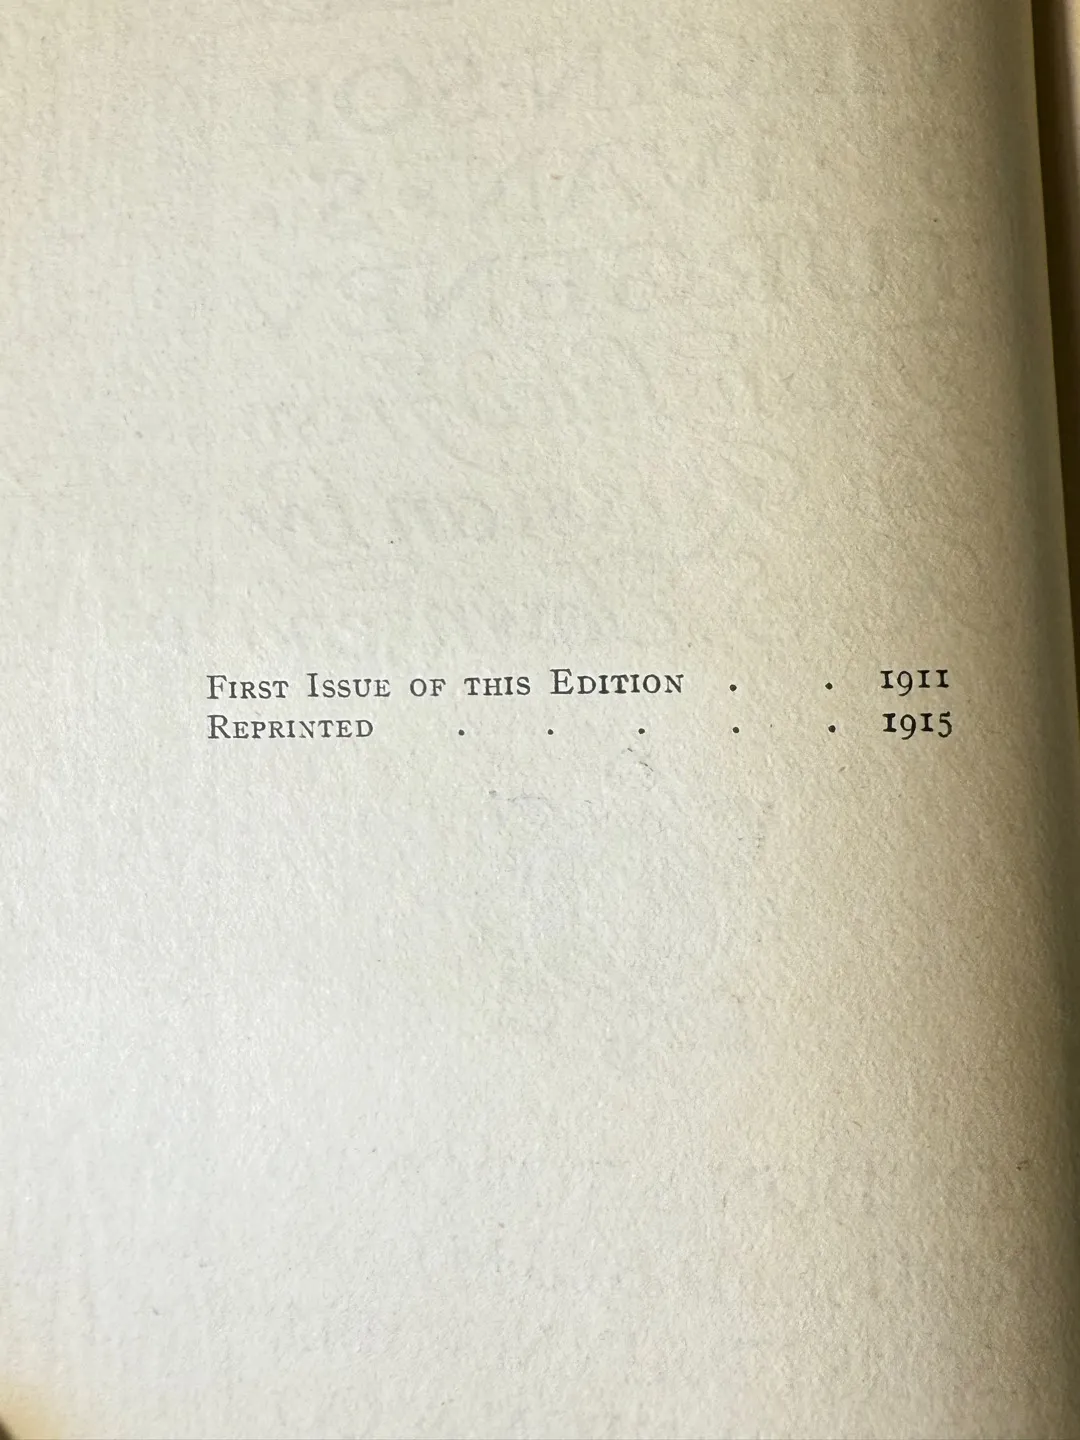 First Issue of this Edition . . 1911
Reprinted . . . . . 1915